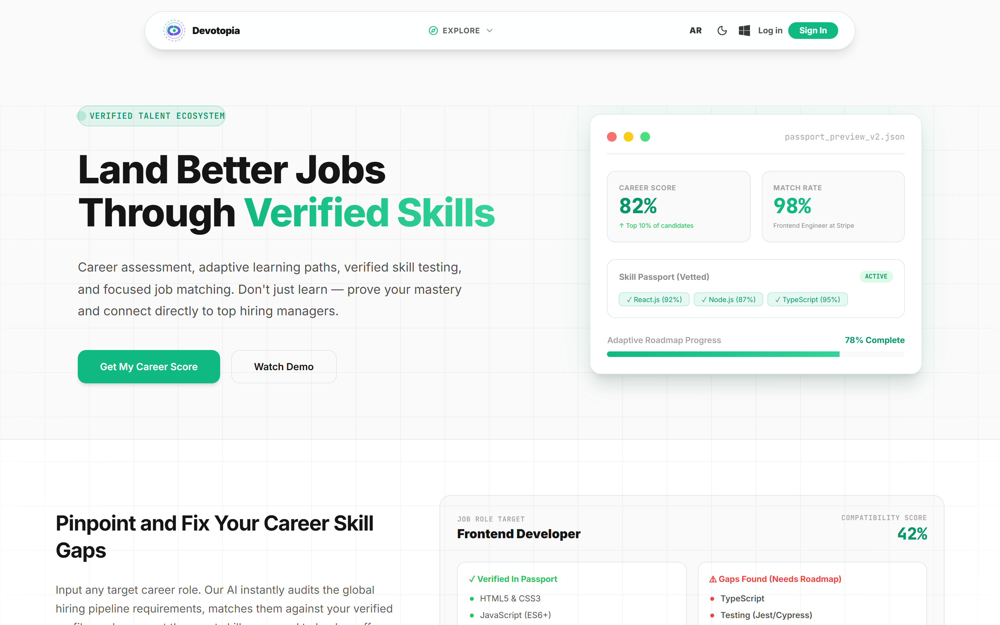 Devotopia
EXPLORE
AR
Log in
Sign In
VERIFIED TALENT ECOSYSTEM
Land Better Jobs
Through Verified Skills
Career assessment, adaptive learning paths, verified skill testing,
and focused job matching. Don't just learn — prove your mastery
and connect directly to top hiring managers.
Get My Career Score
Watch Demo
passport_preview_v2.json
CAREER SCORE
82%
↑ Top 10% of candidates
MATCH RATE
98%
Frontend Engineer at Stripe
Skill Passport (Vetted)
ACTIVE
✓ React.js (92%)
✓ Node.js (87%)
✓ TypeScript (95%)
Adaptive Roadmap Progress
78% Complete
Pinpoint and Fix Your Career Skill
Gaps
Input any target career role. Our AI instantly audits the global
hiring pipeline requirements, matches them against your verified
JOB ROLE TARGET
Frontend Developer
COMPATIBILITY SCORE
42%
✓ Verified In Passport
HTML5 & CSS3
JavaScript (ES6+)
⚠ Gaps Found (Needs Roadmap)
TypeScript
Testing (Jest/Cypress)